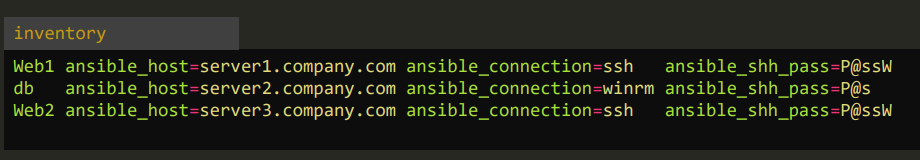 inventory
Web1 ansible_host=server1.company.com ansible_connection=ssh   ansible_shh_pass=P@ssW
db   ansible_host=server2.company.com ansible_connection=winrm ansible_shh_pass=P@s
Web2 ansible_host=server3.company.com ansible_connection=ssh   ansible_shh_pass=P@ssW